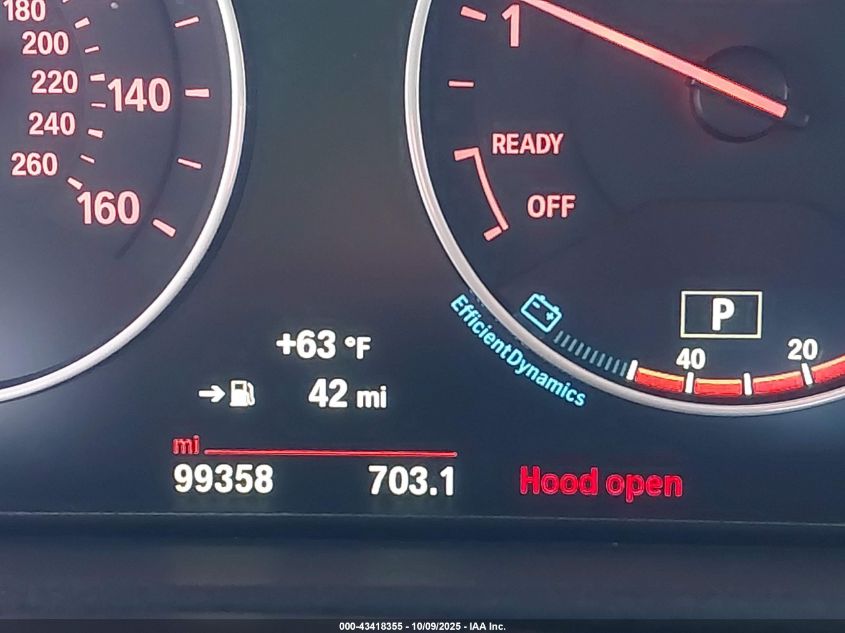 180
200
220
240
260
140
160
1
READY
OFF
EfficientDynamics
P
40
20
+63 °F
42 mi
mi
99358 703.1 Hood open
000-43418355 - 10/09/2025 - IAA Inc.